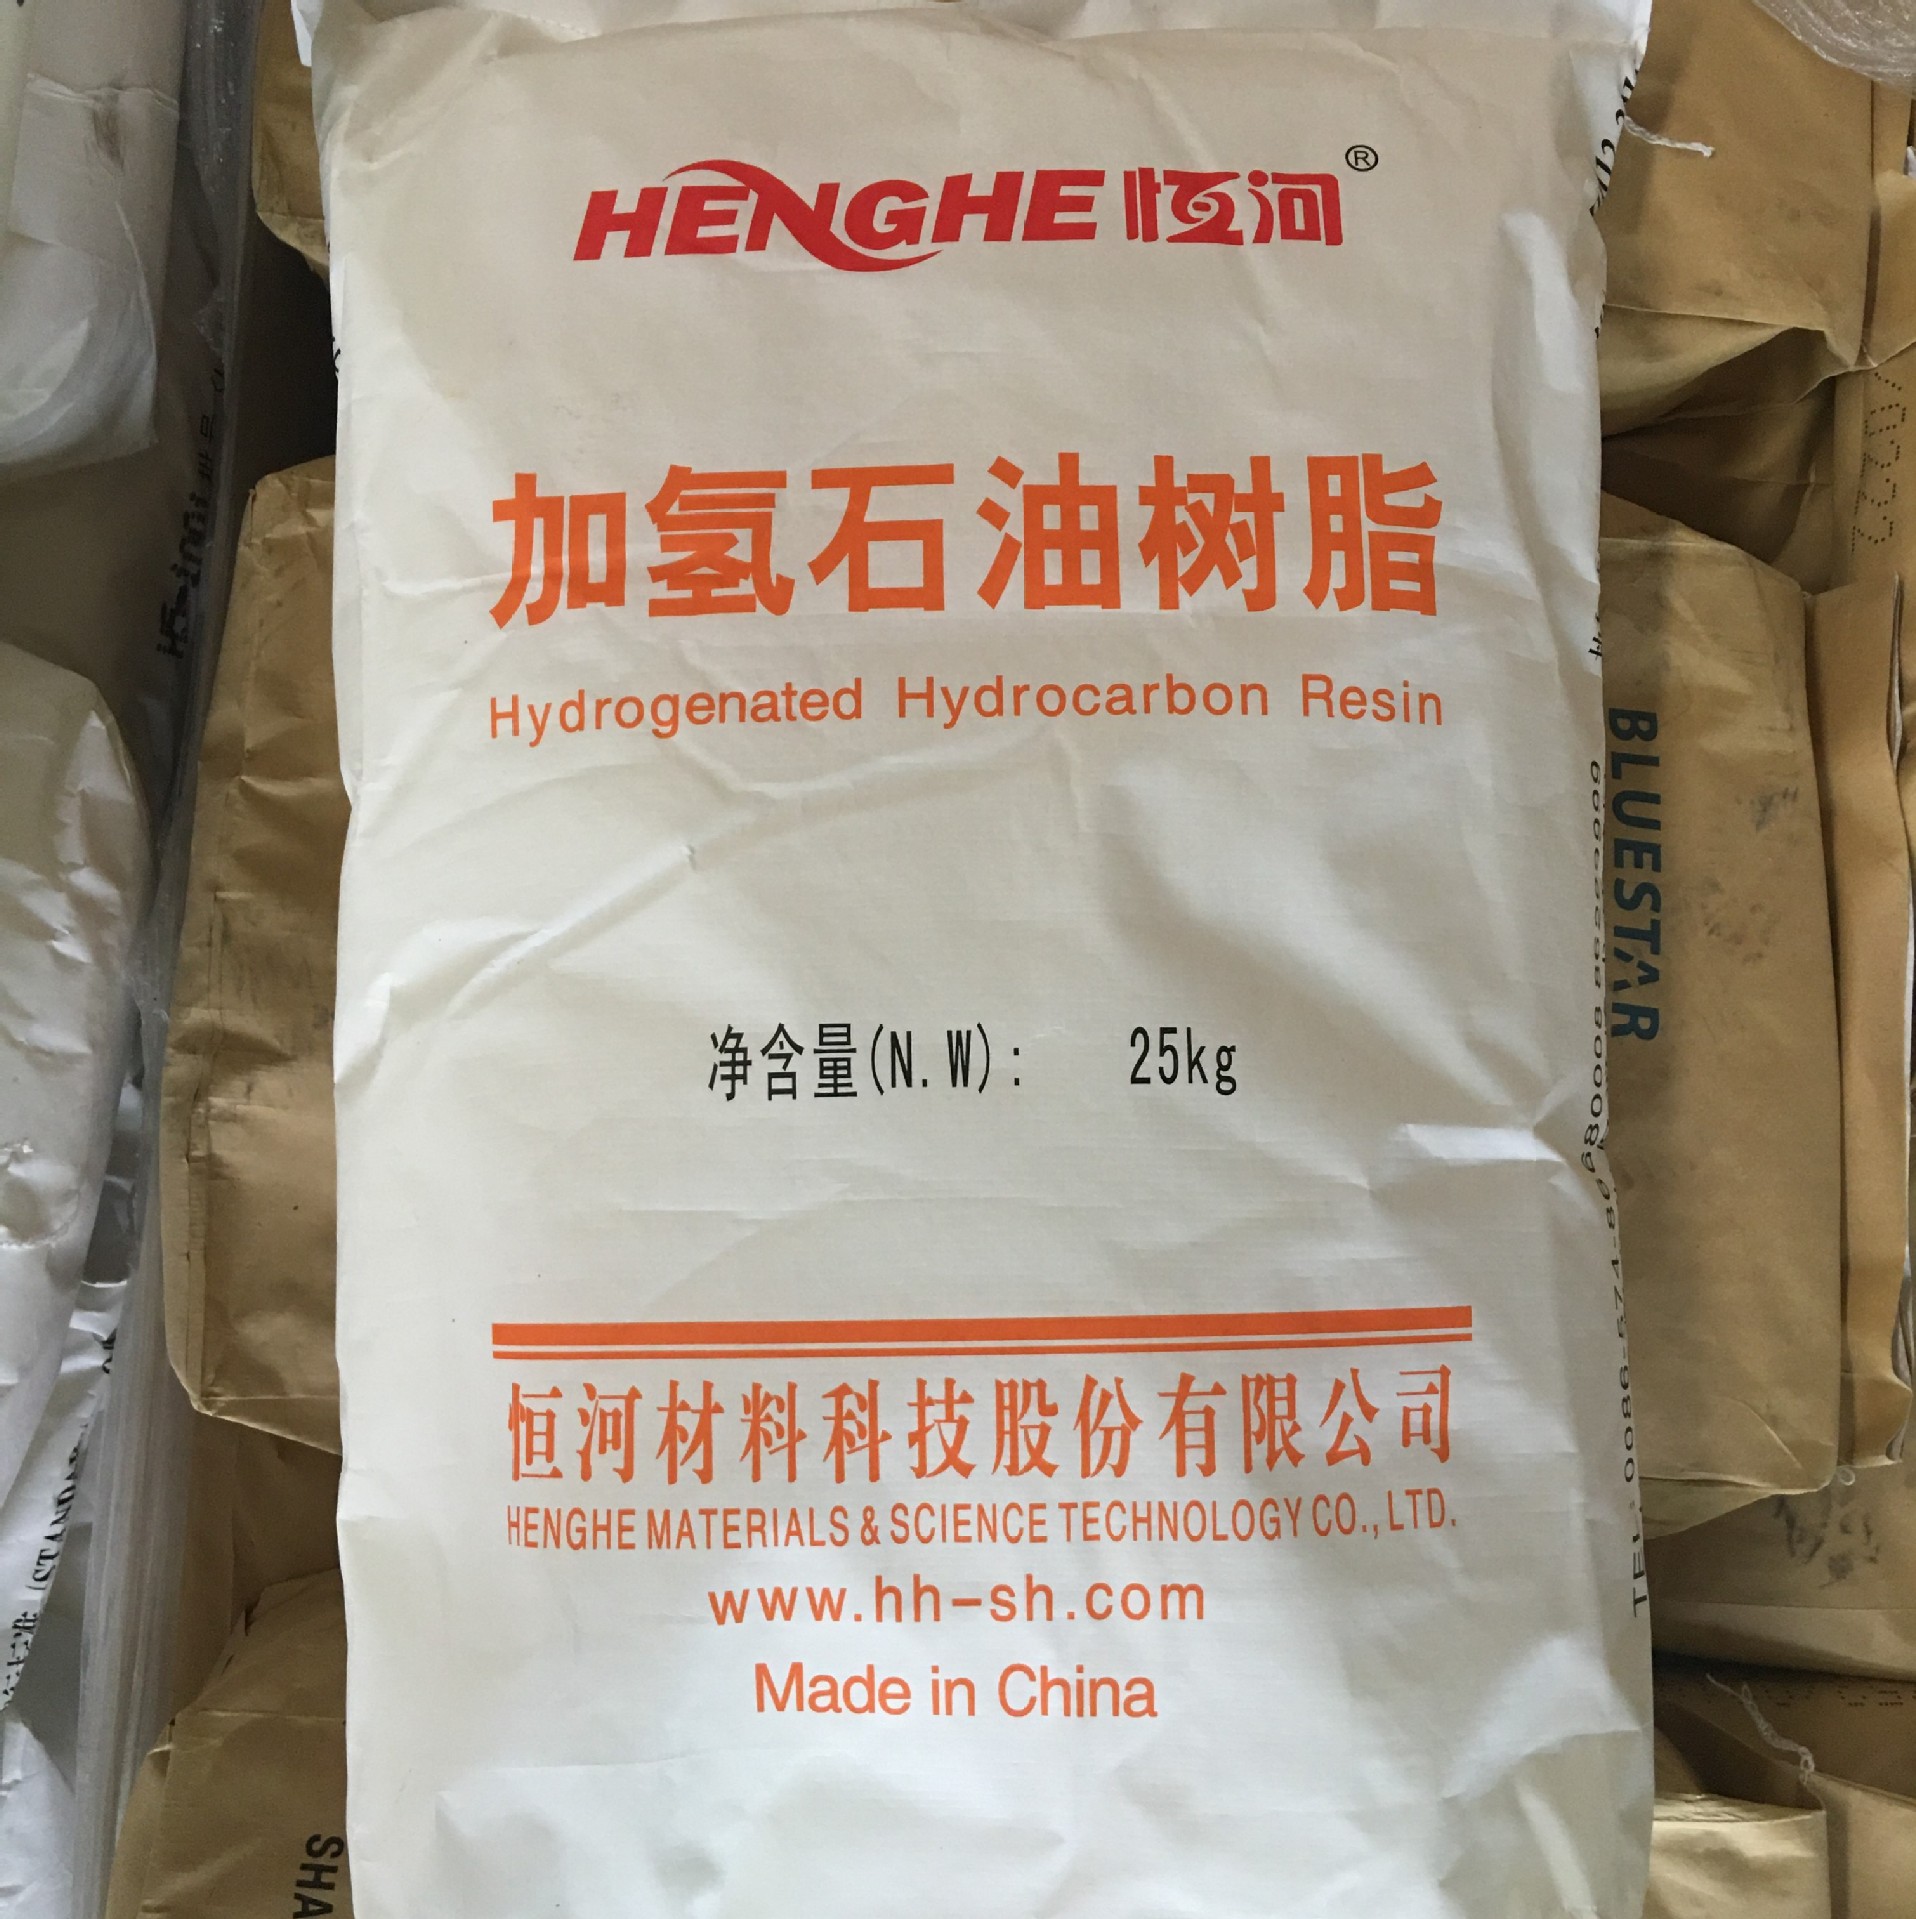 HENGHE 恒河®
加氢石油树脂
Hydrogenated Hydrocarbon Resin
净含量(N.W): 25kg
恒河材料科技股份有限公司
HENGHE MATERIALS & SCIENCE TECHNOLOGY CO., LTD.
www.hh-sh.com
Made in China
BLUESTAR
SHA